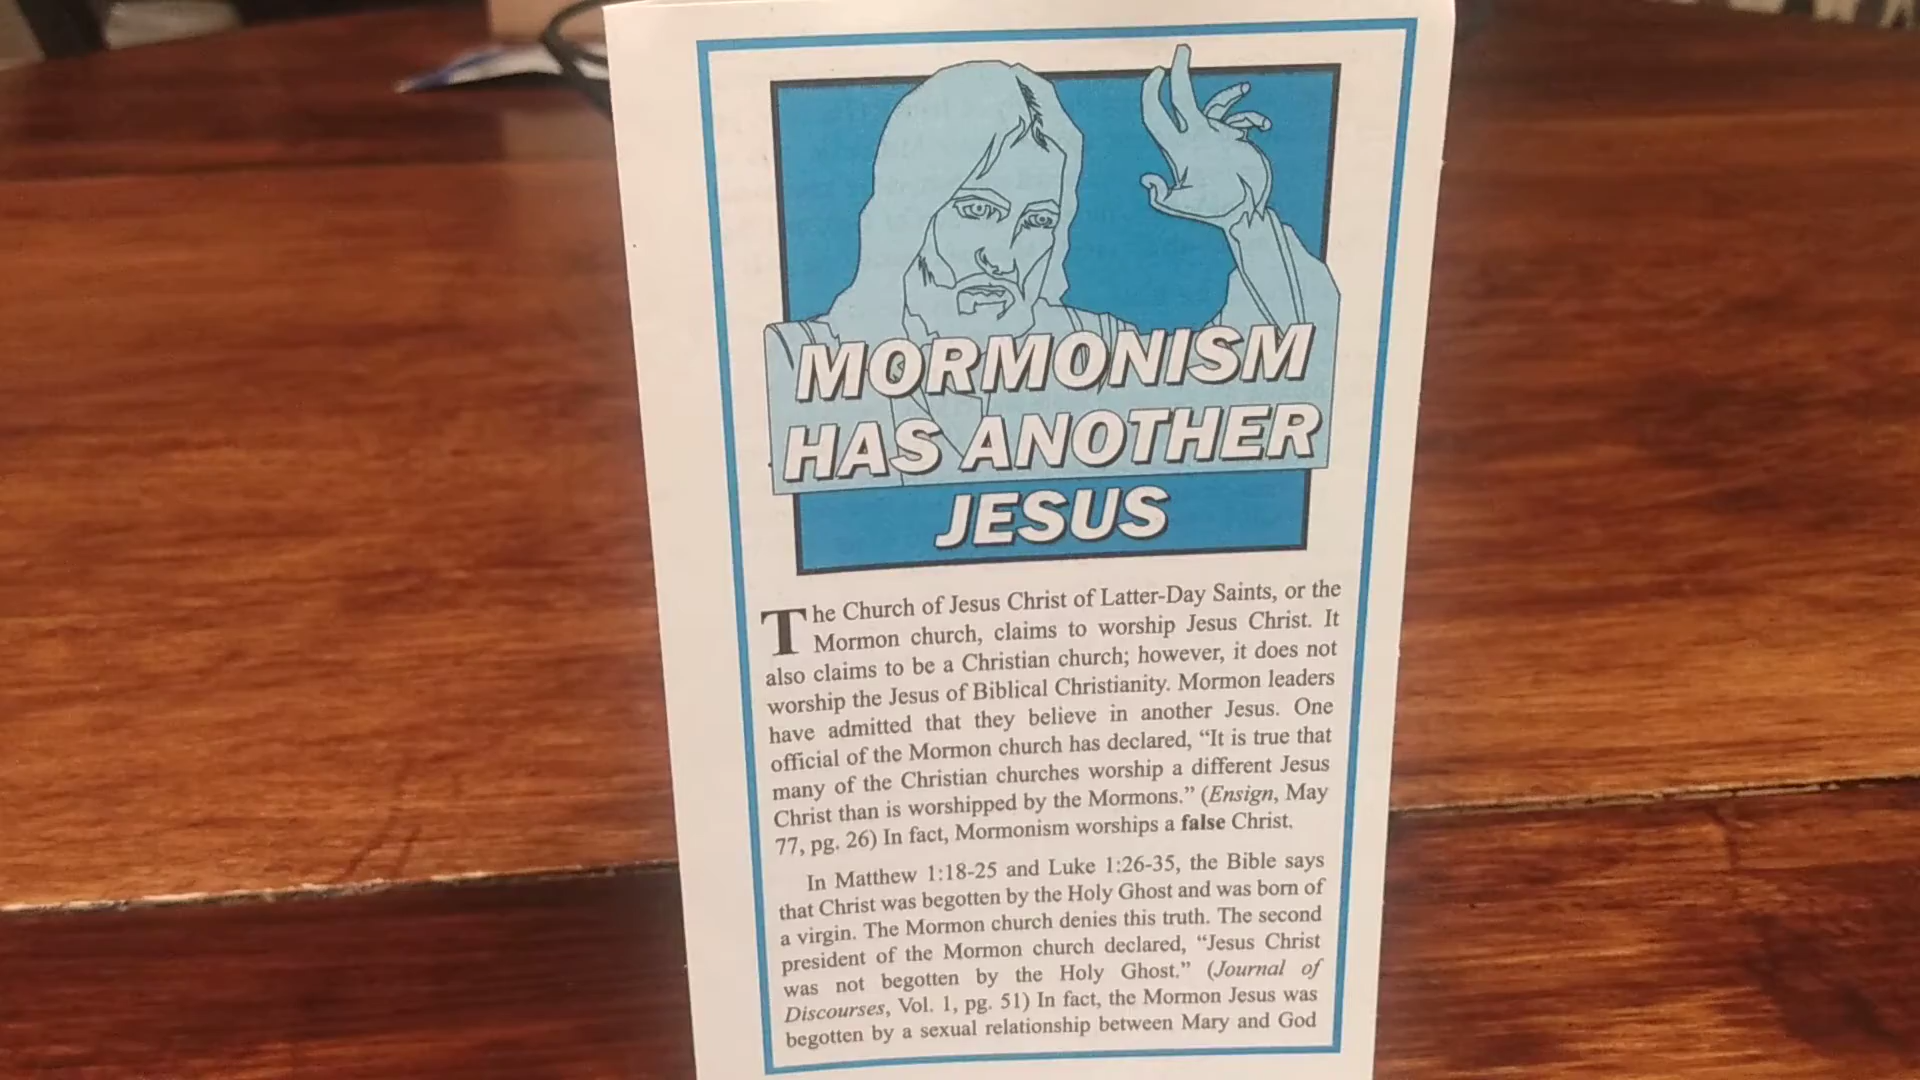 MORMONISM
HAS ANOTHER
JESUS
The Church of Jesus Christ of Latter-Day Saints, or the
Mormon church, claims to worship Jesus Christ. It
also claims to be a Christian church; however, it does not
worship the Jesus of Biblical Christianity. Mormon leaders
have admitted that they believe in another Jesus. One
official of the Mormon church has declared, “It is true that
many of the Christian churches worship a different Jesus
Christ than is worshipped by the Mormons.” (Ensign, May
77, pg. 26) In fact, Mormonism worships a false Christ.
In Matthew 1:18-25 and Luke 1:26-35, the Bible says
that Christ was begotten by the Holy Ghost and was born of
a virgin. The Mormon church denies this truth. The second
president of the Mormon church declared, “Jesus Christ
was not begotten by the Holy Ghost.” (Journal of
Discourses, Vol. 1, pg. 51) In fact, the Mormon Jesus was
begotten by a sexual relationship between Mary and God